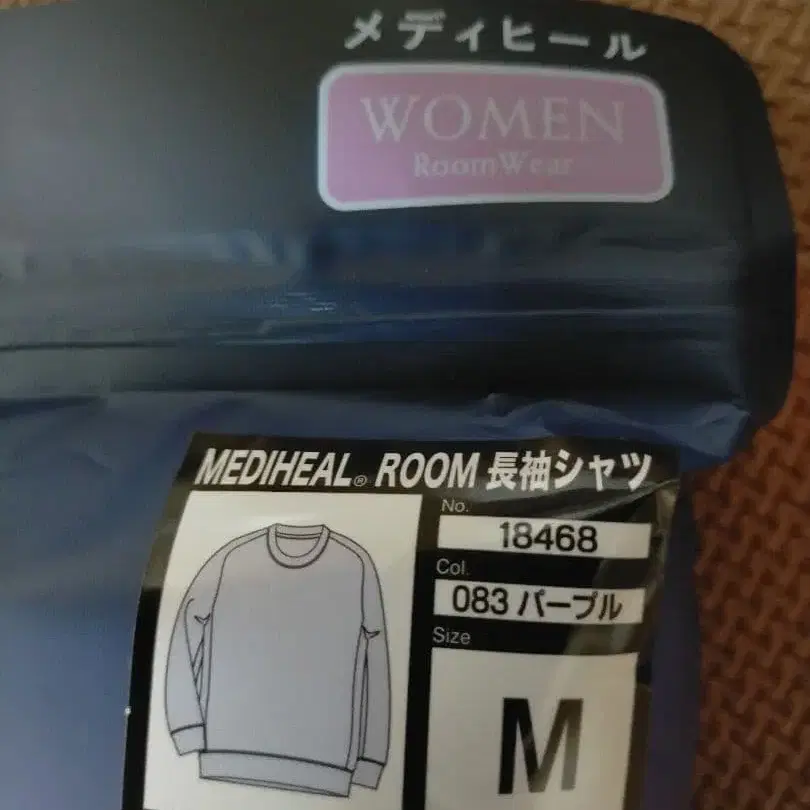 メディヒール
WOMEN
RoomWear
MEDIHEAL® ROOM 長袖シャツ
No.
18468
Col.
083 パープル
Size
M